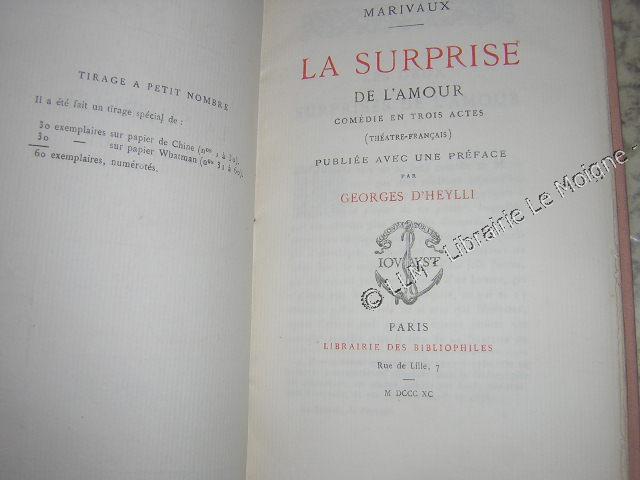 TIRAGE A PETIT NOMBRE
Il a été fait un tirage spécial de :
30 exemplaires sur papier de Chine (nos 1 à 30).
30 — sur papier Whatman (nos 31 à 60).
60 exemplaires, numérotés.
MARIVAUX
LA SURPRISE
DE L'AMOUR
COMÉDIE EN TROIS ACTES
(THÉATRE-FRANÇAIS)
PUBLIÉE AVEC UNE PRÉFACE
PAR
GEORGES D'HEYLLI
IOVAVST
PARIS
LIBRAIRIE DES BIBLIOPHILES
Rue de Lille, 7
M DCCC XC
© LLM - Librairie Le Moigne -